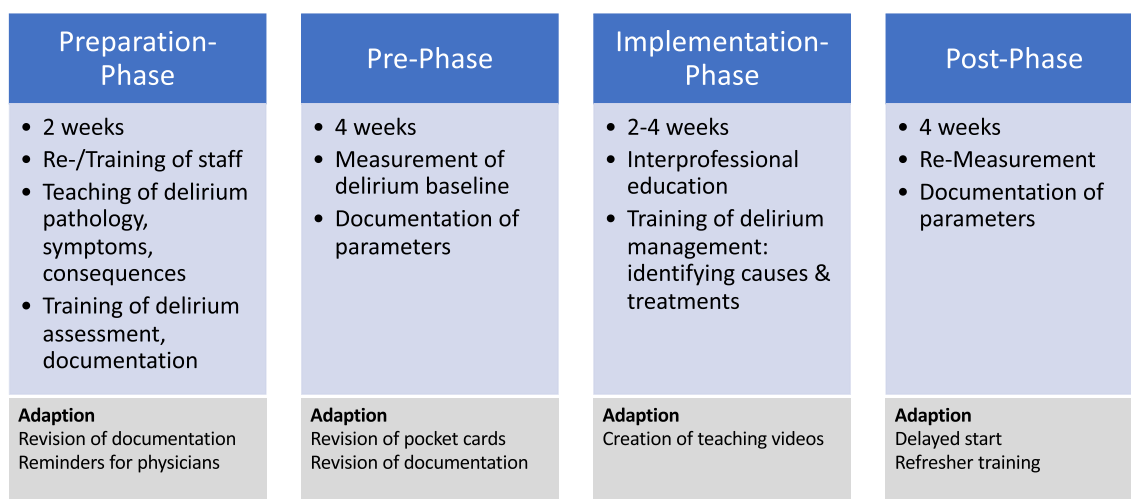 Preparation-
Phase
• 2 weeks
• Re-/Training of staff
• Teaching of delirium
pathology,
symptoms,
consequences
• Training of delirium
assessment,
documentation
Adaption
Revision of documentation
Reminders for physicians
Pre-Phase
• 4 weeks
• Measurement of
delirium baseline
• Documentation of
parameters
Adaption
Revision of pocket cards
Revision of documentation
Implementation-
Phase
• 2-4 weeks
• Interprofessional
education
• Training of delirium
management:
identifying causes &
treatments
Adaption
Creation of teaching videos
Post-Phase
• 4 weeks
• Re-Measurement
• Documentation of
parameters
Adaption
Delayed start
Refresher training